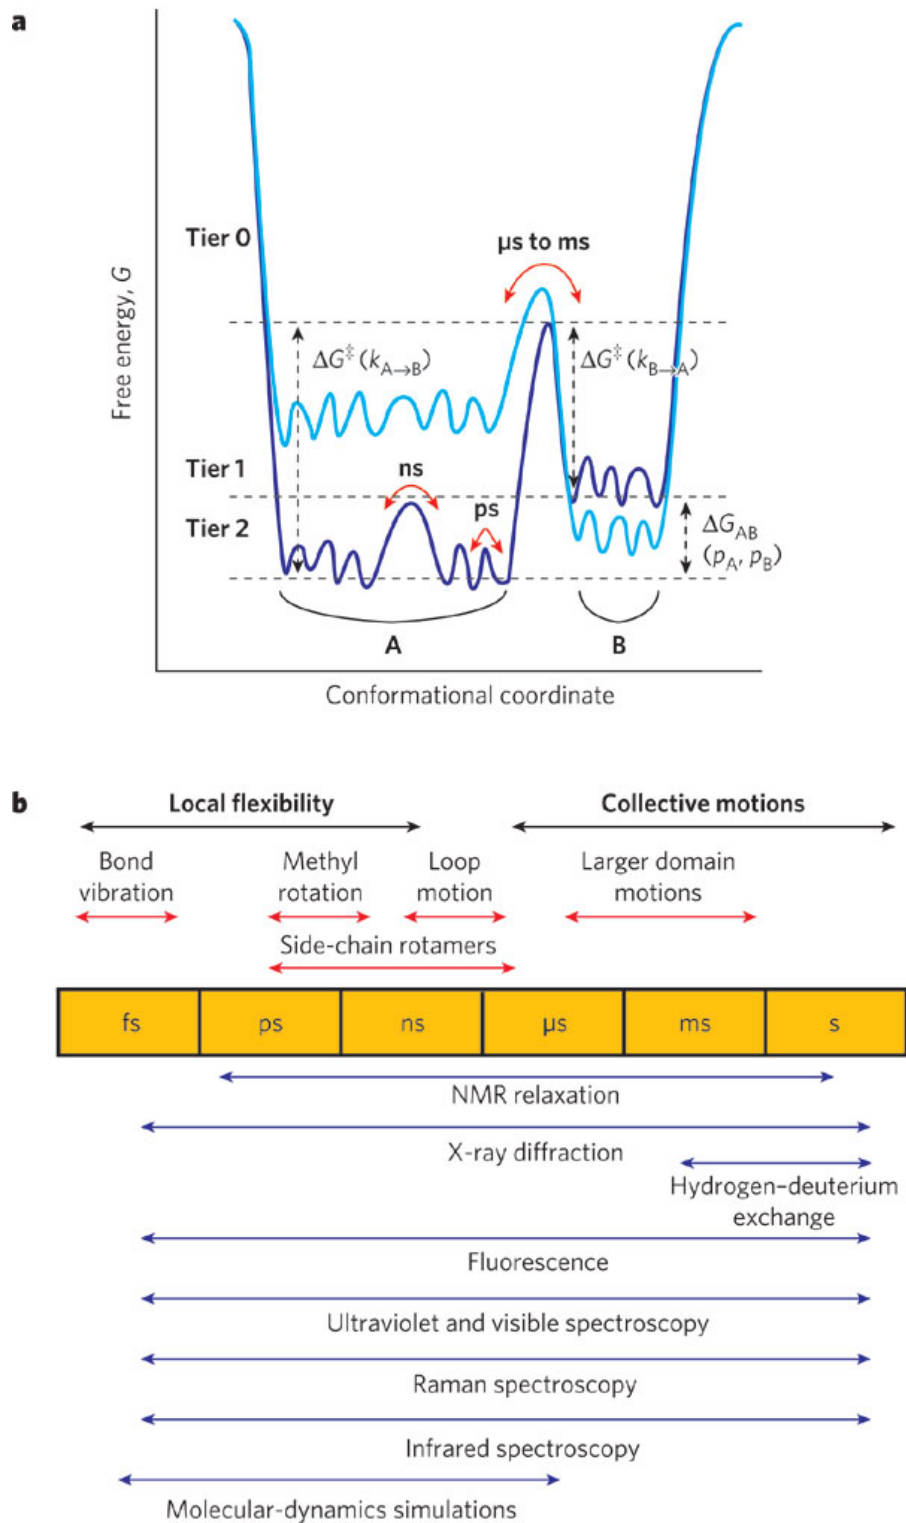 a
Free energy, G
Tier 0
µs to ms
ΔG‡ (kA→B)
ΔG‡ (kB→A)
Tier 1
ns
Tier 2
ps
ΔGAB
(pA, pB)
A
B
Conformational coordinate
b
Local flexibility
Collective motions
Bond
vibration
Methyl
rotation
Loop
motion
Larger domain
motions
Side-chain rotamers
fs ps ns µs ms s
NMR relaxation
X-ray diffraction
Hydrogen–deuterium
exchange
Fluorescence
Ultraviolet and visible spectroscopy
Raman spectroscopy
Infrared spectroscopy
Molecular-dynamics simulations